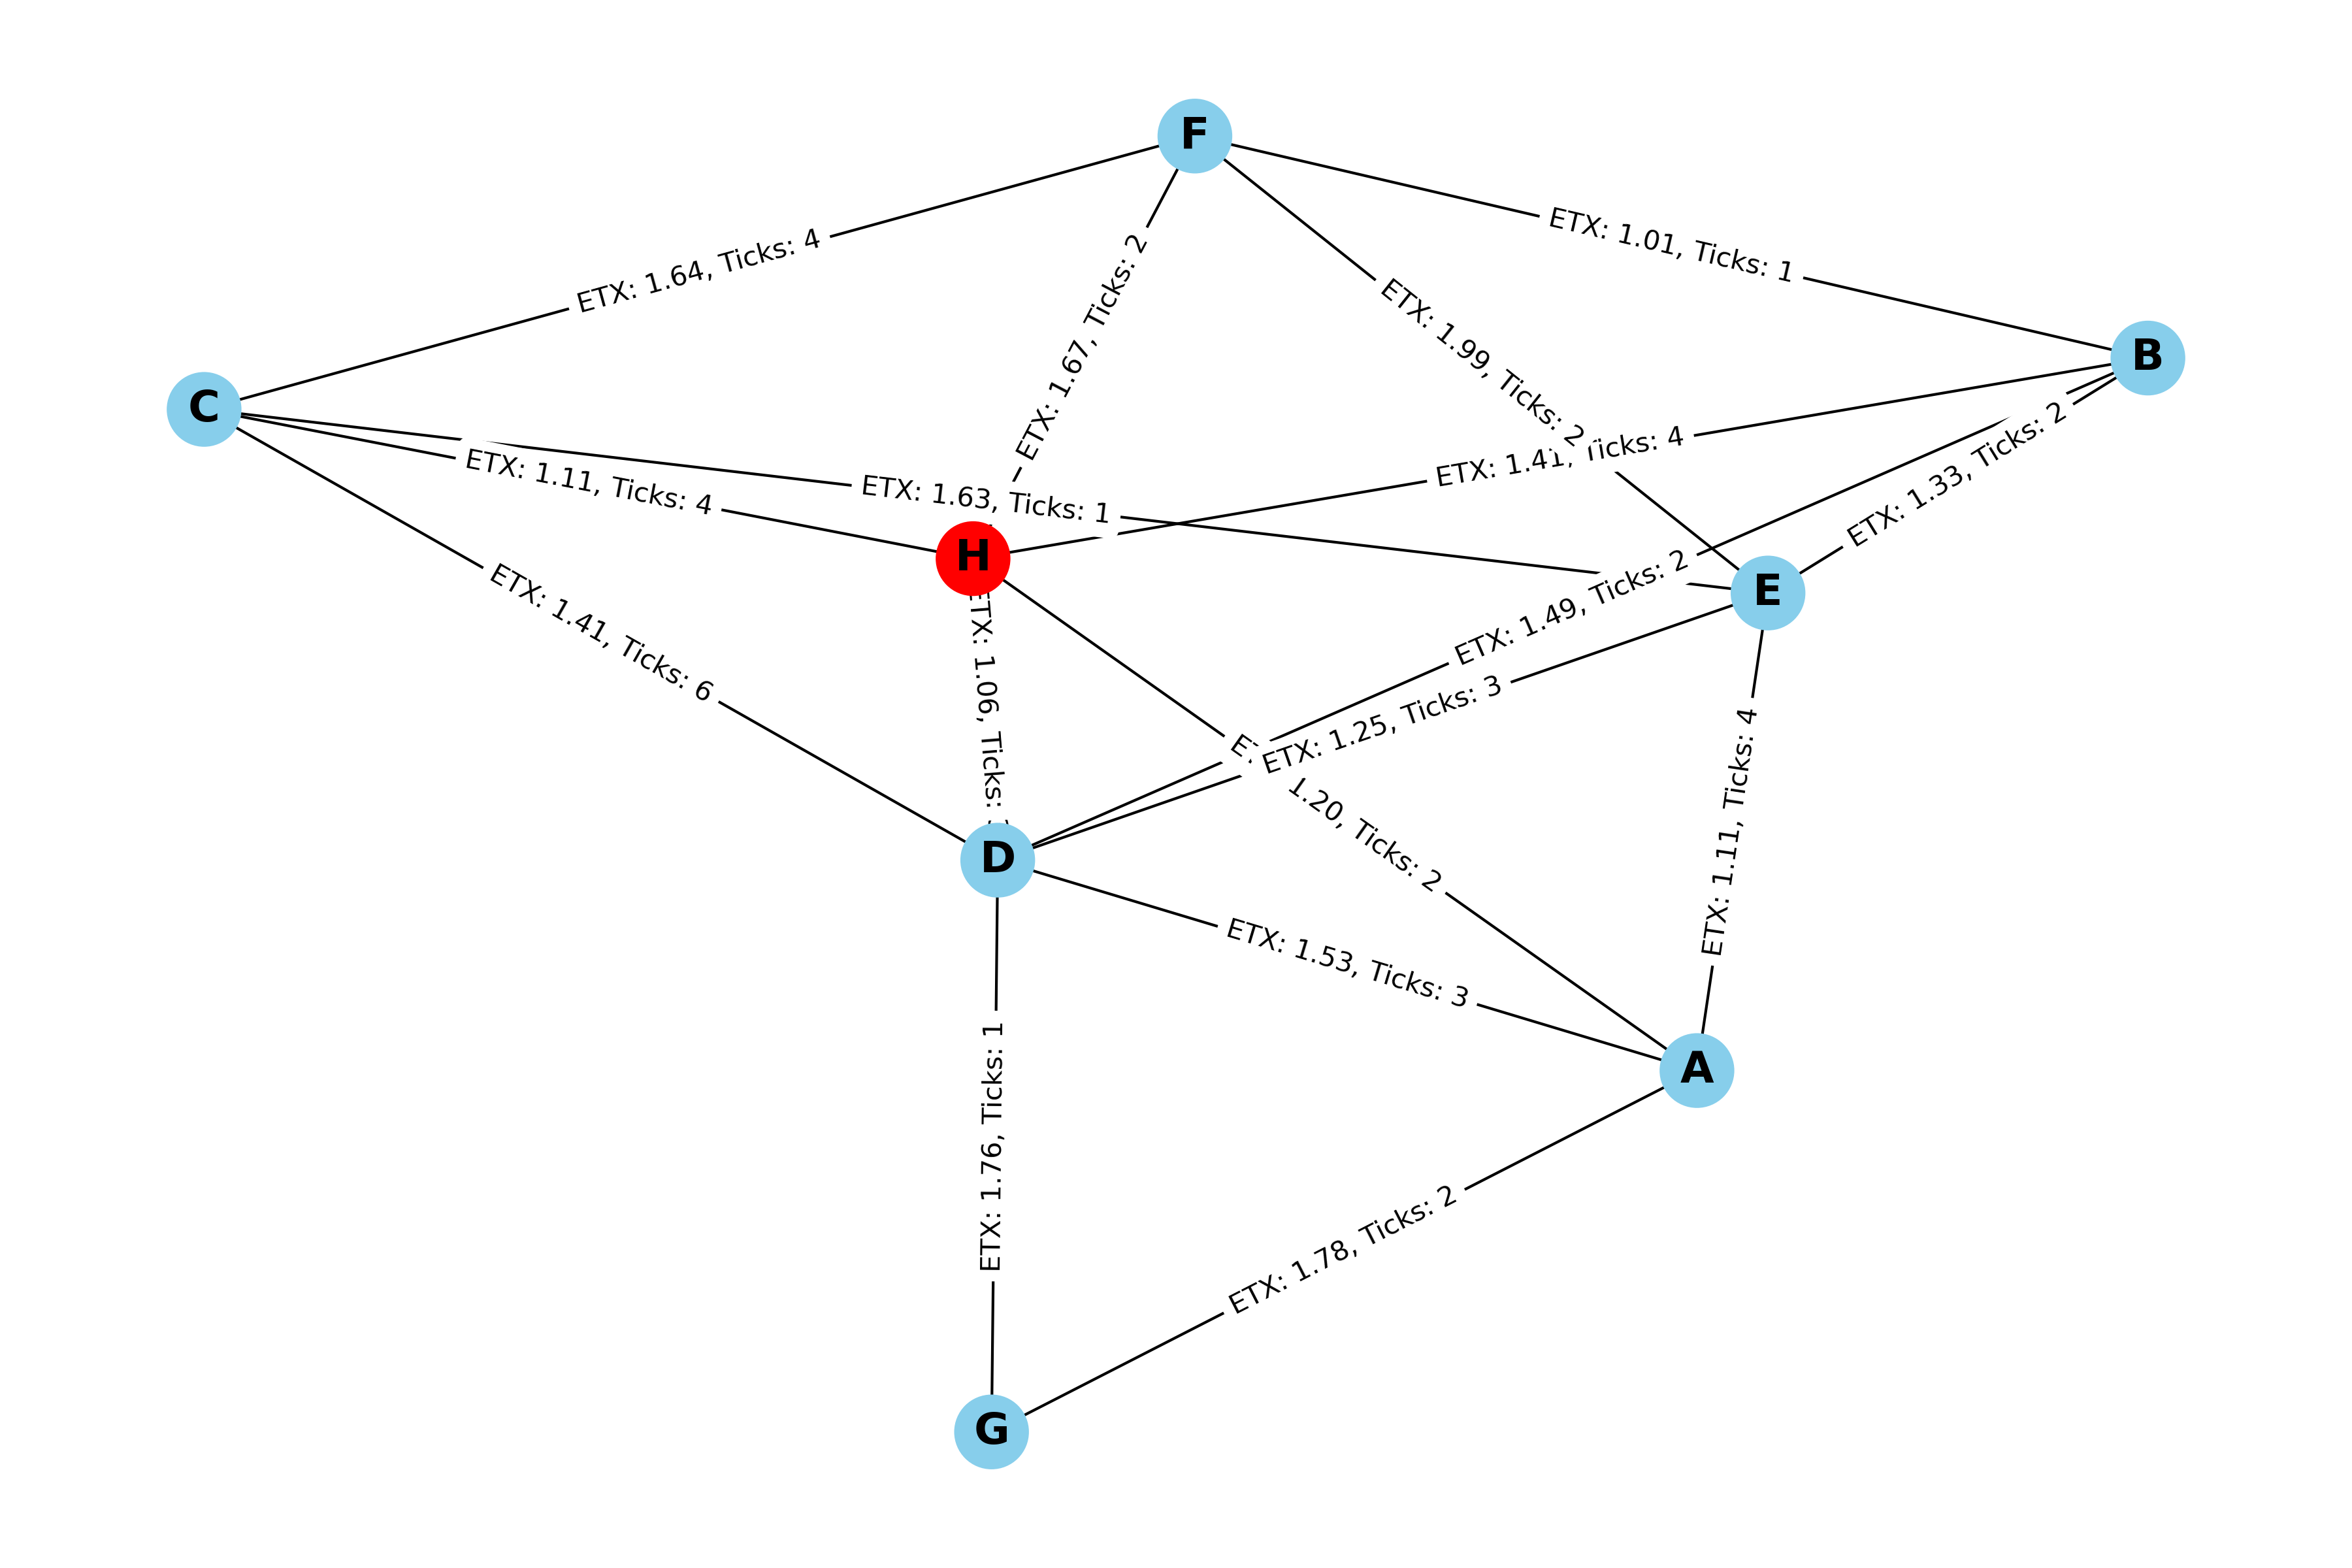 F
ETX: 1.01, Ticks: 1
ETX: 1.64, Ticks: 4
ETX: 1.67, Ticks: 2
ETX: 1.99, Ticks: 2
B
C
ETX: 1.41, Ticks: 4
ETX: 1.33, Ticks: 2
ETX: 1.11, Ticks: 4
ETX: 1.63, Ticks: 1
H
E
ETX: 1.49, Ticks: 2
ETX: 1.41, Ticks: 6
ETX: 1.06, Ticks:
ETX: 1.25, Ticks: 3
1.20, Ticks: 2
ETX: 1.11, Ticks: 4
D
ETX: 1.53, Ticks: 3
A
ETX: 1.76, Ticks: 1
ETX: 1.78, Ticks: 2
G